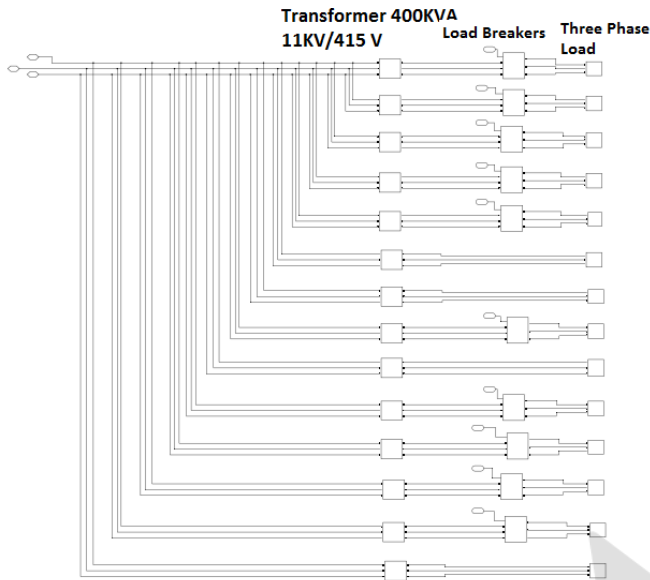 Transformer 400KVA
11KV/415 V
Load Breakers
Three Phase
Load